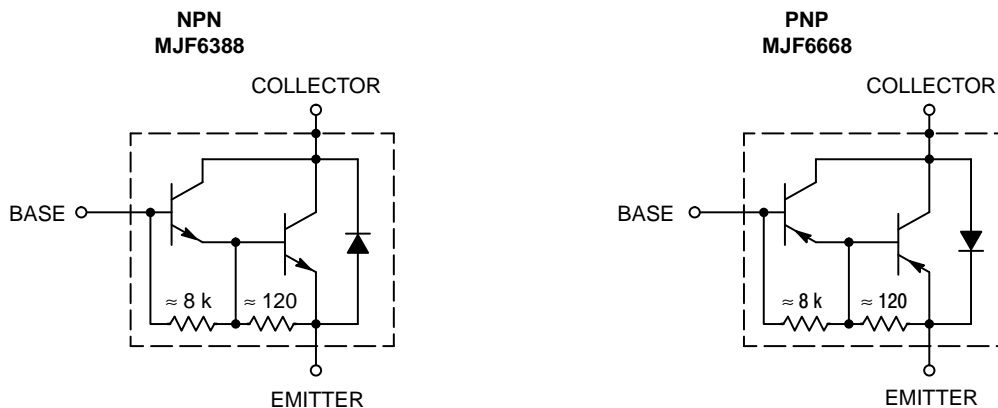 NPN
MJF6388
COLLECTOR
BASE
≈ 8 k
≈ 120
EMITTER
PNP
MJF6668
COLLECTOR
BASE
≈ 8 k
≈ 120
EMITTER